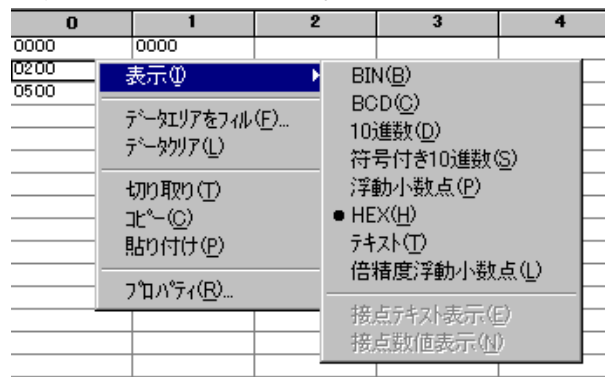 0 1 2 3 4
0000 0000
0200
0500
表示(I)
ﾃﾞｰﾀｴﾘｱをﾌｨﾙ(F)...
ﾃﾞｰﾀｸﾘｱ(L)
切り取り(T)
ｺﾋﾟｰ(C)
貼り付け(P)
ﾌﾟﾛﾊﾟﾃｨ(R)...
BIN(B)
BCD(C)
10進数(D)
符号付き10進数(S)
浮動小数点(P)
HEX(H)
ﾃｷｽﾄ(T)
倍精度浮動小数点(L)
接点ﾃｷｽﾄ表示(E)
接点数値表示(N)